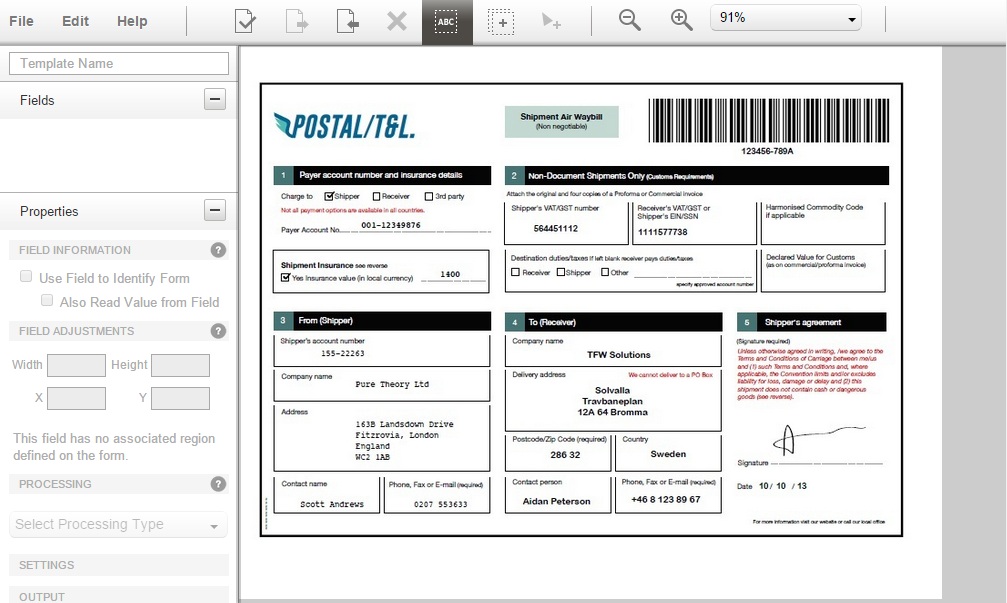 File Edit Help
ABC
91%
Template Name
Fields
Properties
FIELD INFORMATION ?
Use Field to Identify Form
Also Read Value from Field
FIELD ADJUSTMENTS ?
Width Height
X Y
This field has no associated region
defined on the form.
PROCESSING ?
Select Processing Type
SETTINGS
OUTPUT
POSTAL/T&L.
Shipment Air Waybill
(Non negotiable)
123456-789A
1 Payer account number and insurance details
Charge to Shipper Receiver 3rd party
Not all payment options are available in all countries.
Payer Account No. 001-12349876
Shipment Insurance see reverse
Yes Insurance value (in local currency) 1400
2 Non-Document Shipments Only (Customs Requirements)
Attach the original and four copies of a Proforma or Commercial Invoice
Shipper's VAT/GST number
564451112
Receiver's VAT/GST or
Shipper's EIN/SSN
1111577738
Harmonised Commodity Code
if applicable
Destination duties/taxes If left blank receiver pays duties/taxes
Receiver Shipper Other
specify approved account number
Declared Value for Customs
(as on commercial/proforma invoice)
3 From (Shipper)
Shipper's account number
155-22263
Company name
Pure Theory Ltd
Address
163B Landsdown Drive
Fitzrovia, London
England
WC2 1AB
Contact name
Scott Andrews
Phone, Fax or E-mail (required)
0207 553633
4 To (Receiver)
Company name
TFW Solutions
Delivery address We cannot deliver to a PO Box
Solvalla
Travbaneplan
12A 64 Bromma
Postcode/Zip Code (required)
286 32
Country
Sweden
Contact person
Aidan Peterson
Phone, Fax or E-mail (required)
+46 8 123 89 67
5 Shipper's agreement
(Signature required)
Unless otherwise agreed in writing, /we agree to the
Terms and Conditions of Carriage between me/us
and (1) such Terms and Conditions and, where
applicable, the Convention limits and/or excludes
liability for loss, damage or delay and (2) this
shipment does not contain cash or dangerous
goods (see reverse).
Signature
Date 10/ 10 / 13
For more information visit our website or call our local office